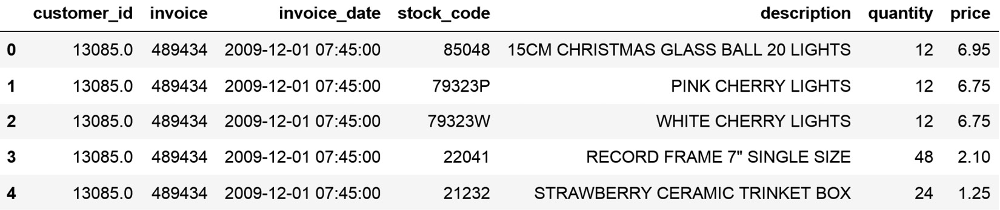 customer_id invoice invoice_date stock_code description quantity price
0 13085.0 489434 2009-12-01 07:45:00 85048 15CM CHRISTMAS GLASS BALL 20 LIGHTS 12 6.95
1 13085.0 489434 2009-12-01 07:45:00 79323P PINK CHERRY LIGHTS 12 6.75
2 13085.0 489434 2009-12-01 07:45:00 79323W WHITE CHERRY LIGHTS 12 6.75
3 13085.0 489434 2009-12-01 07:45:00 22041 RECORD FRAME 7" SINGLE SIZE 48 2.10
4 13085.0 489434 2009-12-01 07:45:00 21232 STRAWBERRY CERAMIC TRINKET BOX 24 1.25